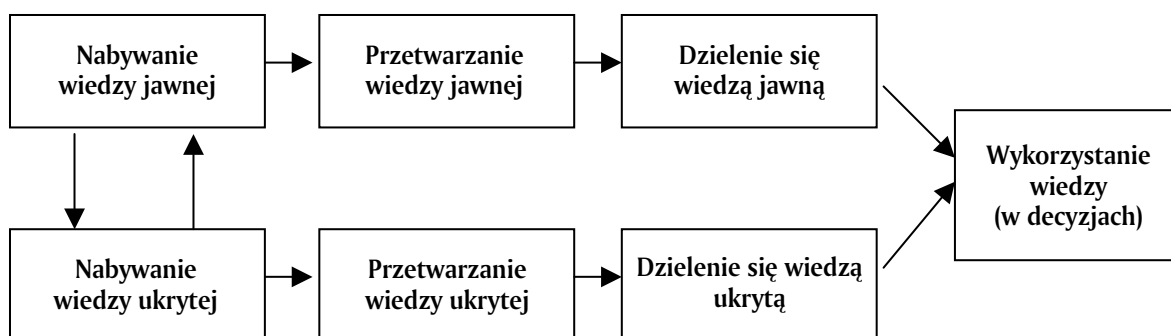 Nabywanie
wiedzy jawnej
Przetwarzanie
wiedzy jawnej
Dzielenie się
wiedzą jawną
Wykorzystanie
wiedzy
(w decyzjach)
Nabywanie
wiedzy ukrytej
Przetwarzanie
wiedzy ukrytej
Dzielenie się wiedzą
ukrytą